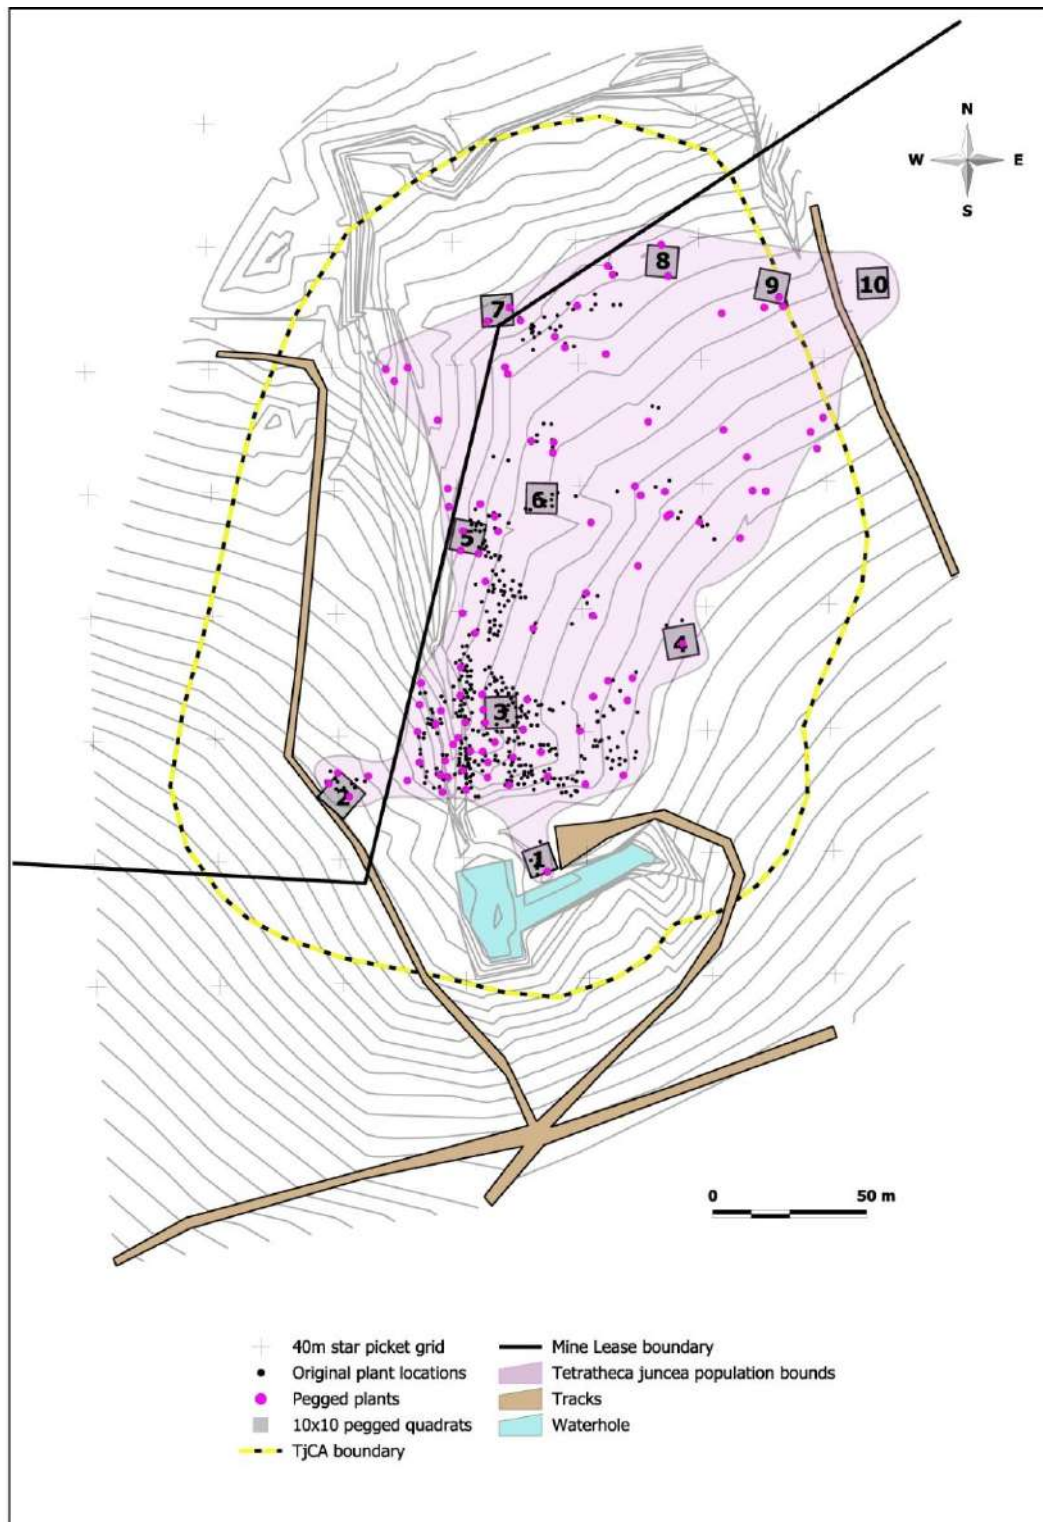 N
W E
S
8
9
10
7
6
5
4
3
2
1
0 50 m
40m star picket grid
Original plant locations
Pegged plants
10x10 pegged quadrats
TjCA boundary
Mine Lease boundary
Tetratheca juncea population bounds
Tracks
Waterhole